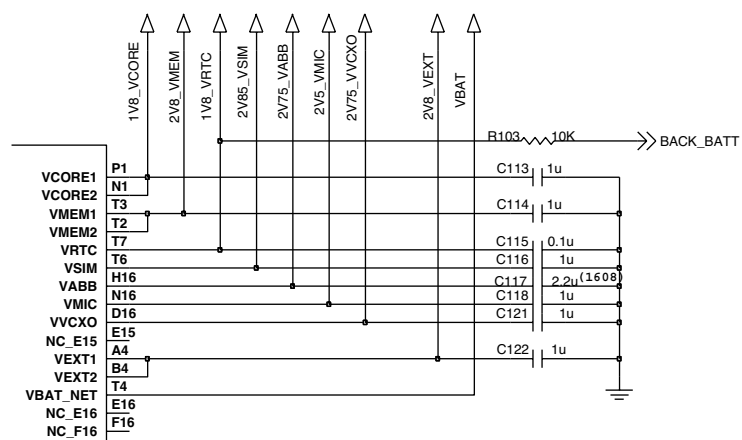 1V8_VCORE
2V8_VMEM
1V8_VRTC
2V85_VSIM
2V75_VABB
2V5_VMIC
2V75_VVCXO
2V8_VEXT
VBAT
R103 10K BACK_BATT
VCORE1 P1 C113 1u
VCORE2 N1
VMEM1 T3 C114 1u
VMEM2 T2
VRTC T7 C115 0.1u
VSIM T6 C116 1u
VABB H16 C117 2.2u(1608)
VMIC N16 C118 1u
VVCXO D16 C121 1u
NC_E15 E15
VEXT1 A4 C122 1u
VEXT2 B4
VBAT_NET T4
NC_E16 E16
NC_F16 F16